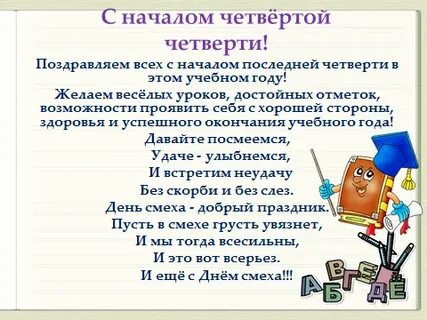 С началом четвёртой
четверти!
Поздравляем всех с началом последней четверти в
этом учебном году!
Желаем весёлых уроков, достойных отметок,
возможности проявить себя с хорошей стороны,
здоровья и успешного окончания учебного года!
Давайте посмеемся,
Удаче - улыбнемся,
И встретим неудачу
Без скорби и без слез.
День смеха - добрый праздник.
Пусть в смехе грусть увязнет,
И мы тогда всесильны,
И это вот всерьез.
И ещё с Днём смеха!!!
АБВГДЕЁ